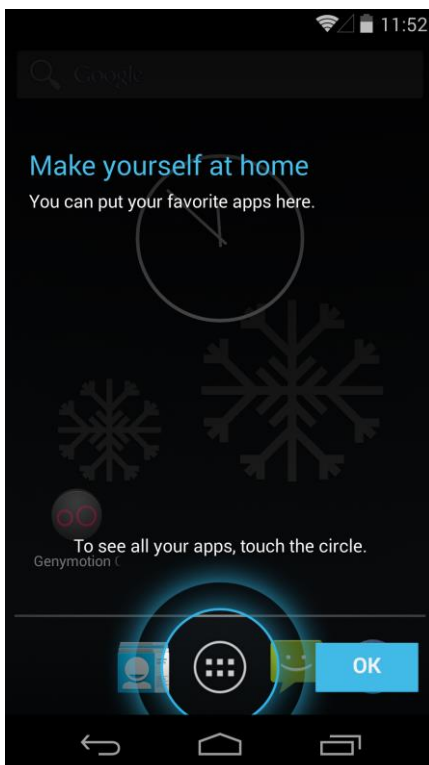 11:52
Google
Make yourself at home
You can put your favorite apps here.
To see all your apps, touch the circle.
Genymotion
OK